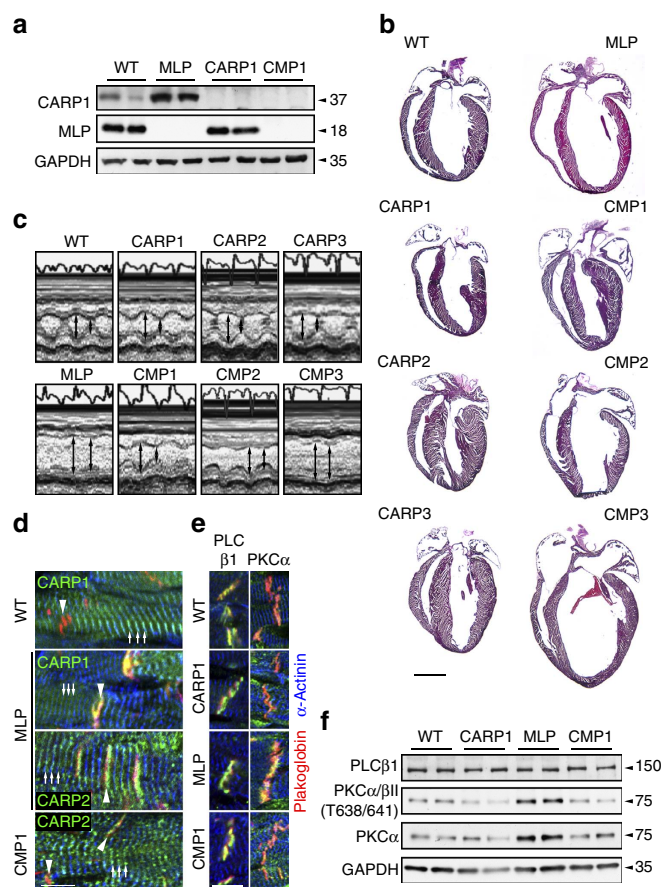 a
WT MLP CARP1 CMP1
CARP1 37
MLP 18
GAPDH 35
b
WT MLP
CARP1 CMP1
CARP2 CMP2
CARP3 CMP3
c
WT CARP1 CARP2 CARP3
MLP CMP1 CMP2 CMP3
d
WT
CARP1
MLP
CARP1
CARP2
CMP1
CARP2
e
PLC
β1 PKCα
WT
CARP1
MLP
CMP1
α-Actinin
Plakoglobin
f
WT CARP1 MLP CMP1
PLCβ1 150
PKCα/βII
(T638/641) 75
PKCα 75
GAPDH 35